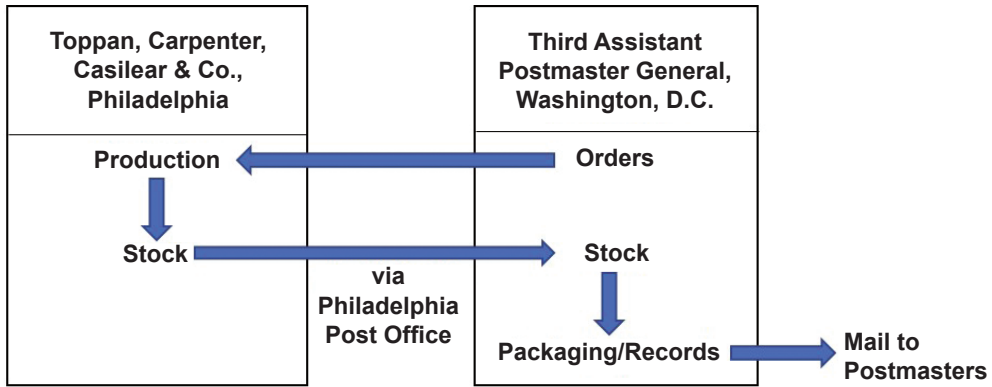 Toppan, Carpenter,
Casilear & Co.,
Philadelphia
Third Assistant
Postmaster General,
Washington, D.C.
Production
Orders
Stock
Stock
via
Philadelphia
Post Office
Packaging/Records
Mail to
Postmasters